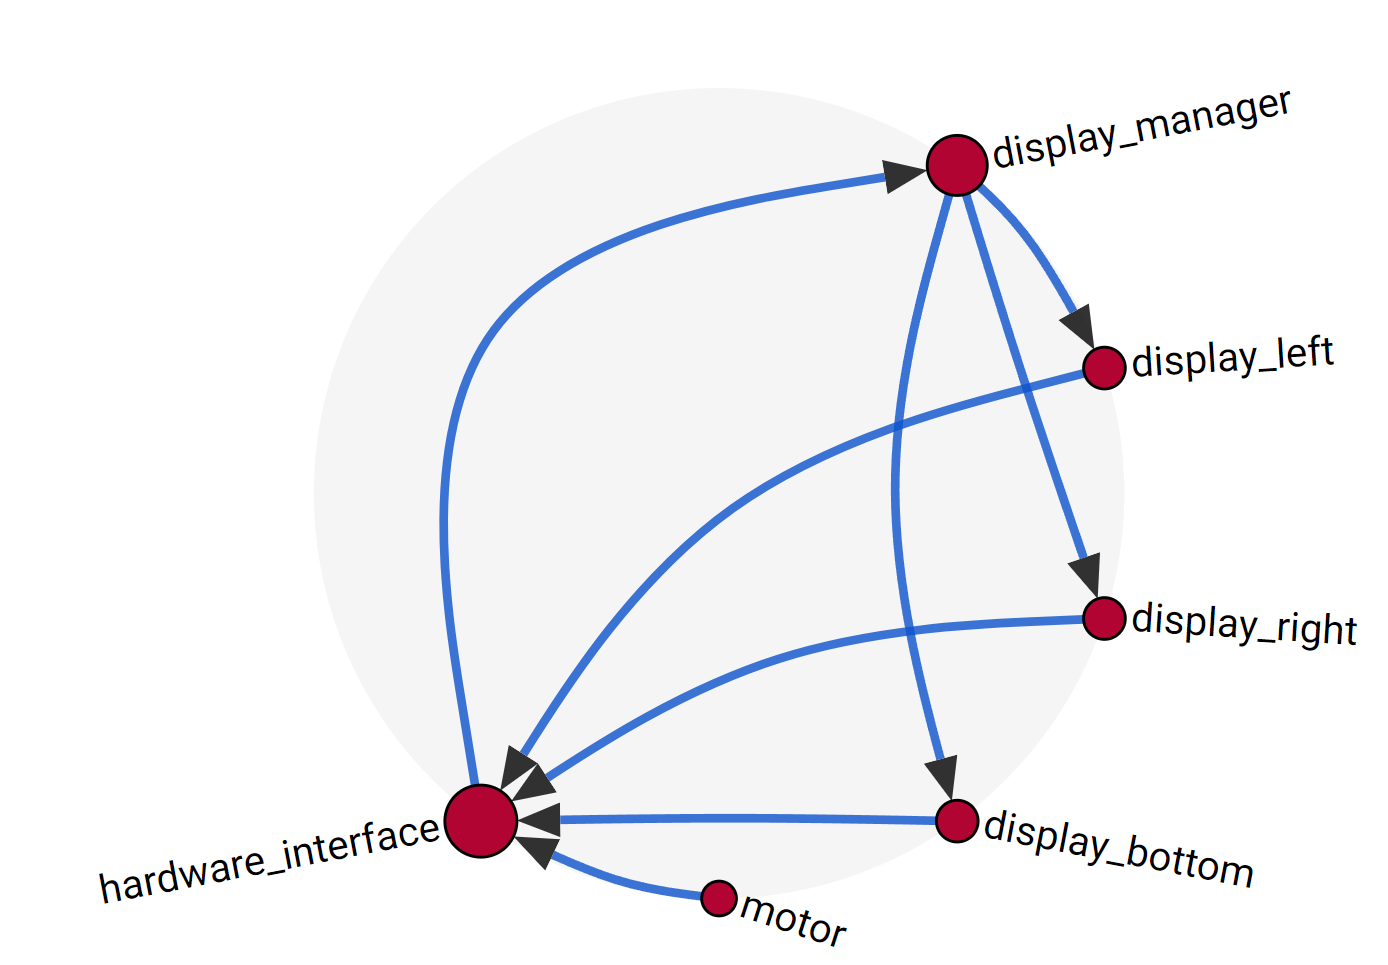 display_manager
display_left
display_right
display_bottom
hardware_interface
motor